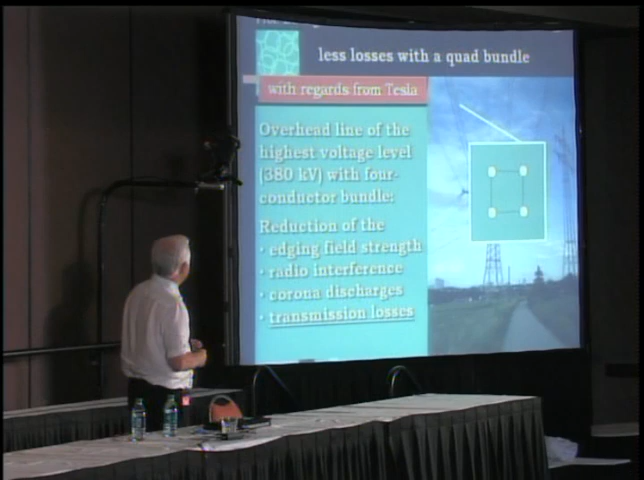 less losses with a quad bundle
with regards from Tesla
Overhead line of the
highest voltage level
(380 kV) with four-
conductor bundle:
Reduction of the
• edging field strength
• radio interference
• corona discharges
• transmission losses